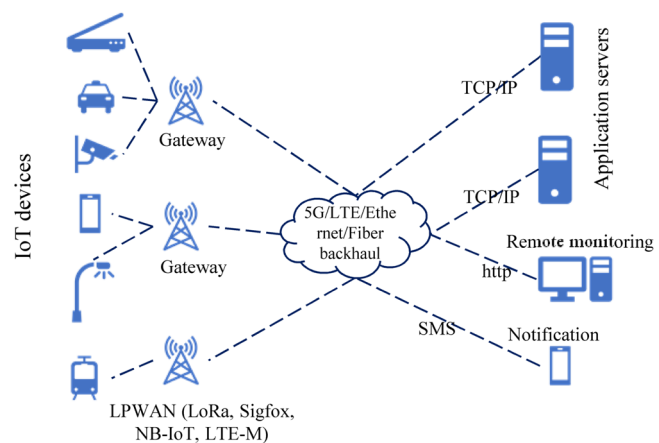 IoT devices
Gateway
Gateway
LPWAN (LoRa, Sigfox,
NB-IoT, LTE-M)
5G/LTE/Ethe
rnet/Fiber
backhaul
TCP/IP
TCP/IP
http
SMS
Application servers
Remote monitoring
Notification